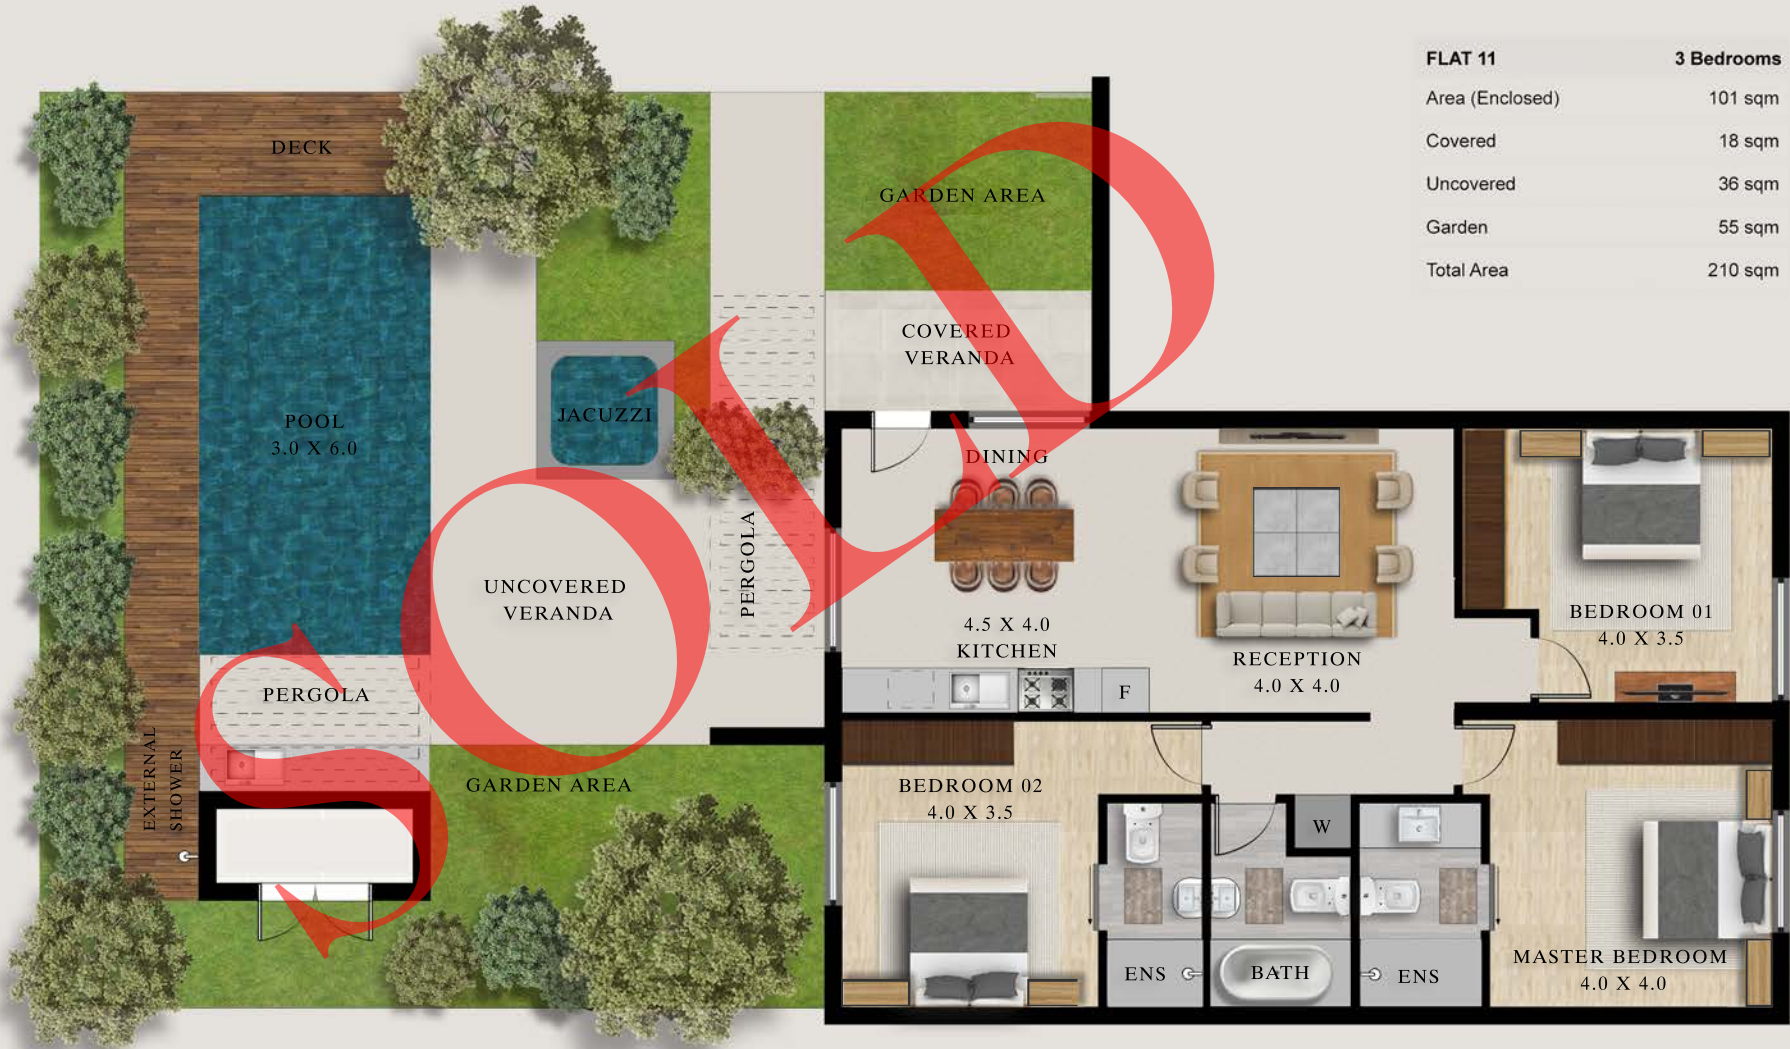 FLAT 11 3 Bedrooms
Area (Enclosed) 101 sqm
Covered 18 sqm
Uncovered 36 sqm
Garden 55 sqm
Total Area 210 sqm
DECK
GARDEN AREA
COVERED
VERANDA
POOL
3.0 X 6.0
JACUZZI
DINING
PERGOLA
UNCOVERED
VERANDA
4.5 X 4.0
KITCHEN
F
RECEPTION
4.0 X 4.0
BEDROOM 01
4.0 X 3.5
PERGOLA
EXTERNAL
SHOWER
GARDEN AREA
BEDROOM 02
4.0 X 3.5
W
ENS
BATH
ENS
MASTER BEDROOM
4.0 X 4.0
SOLD